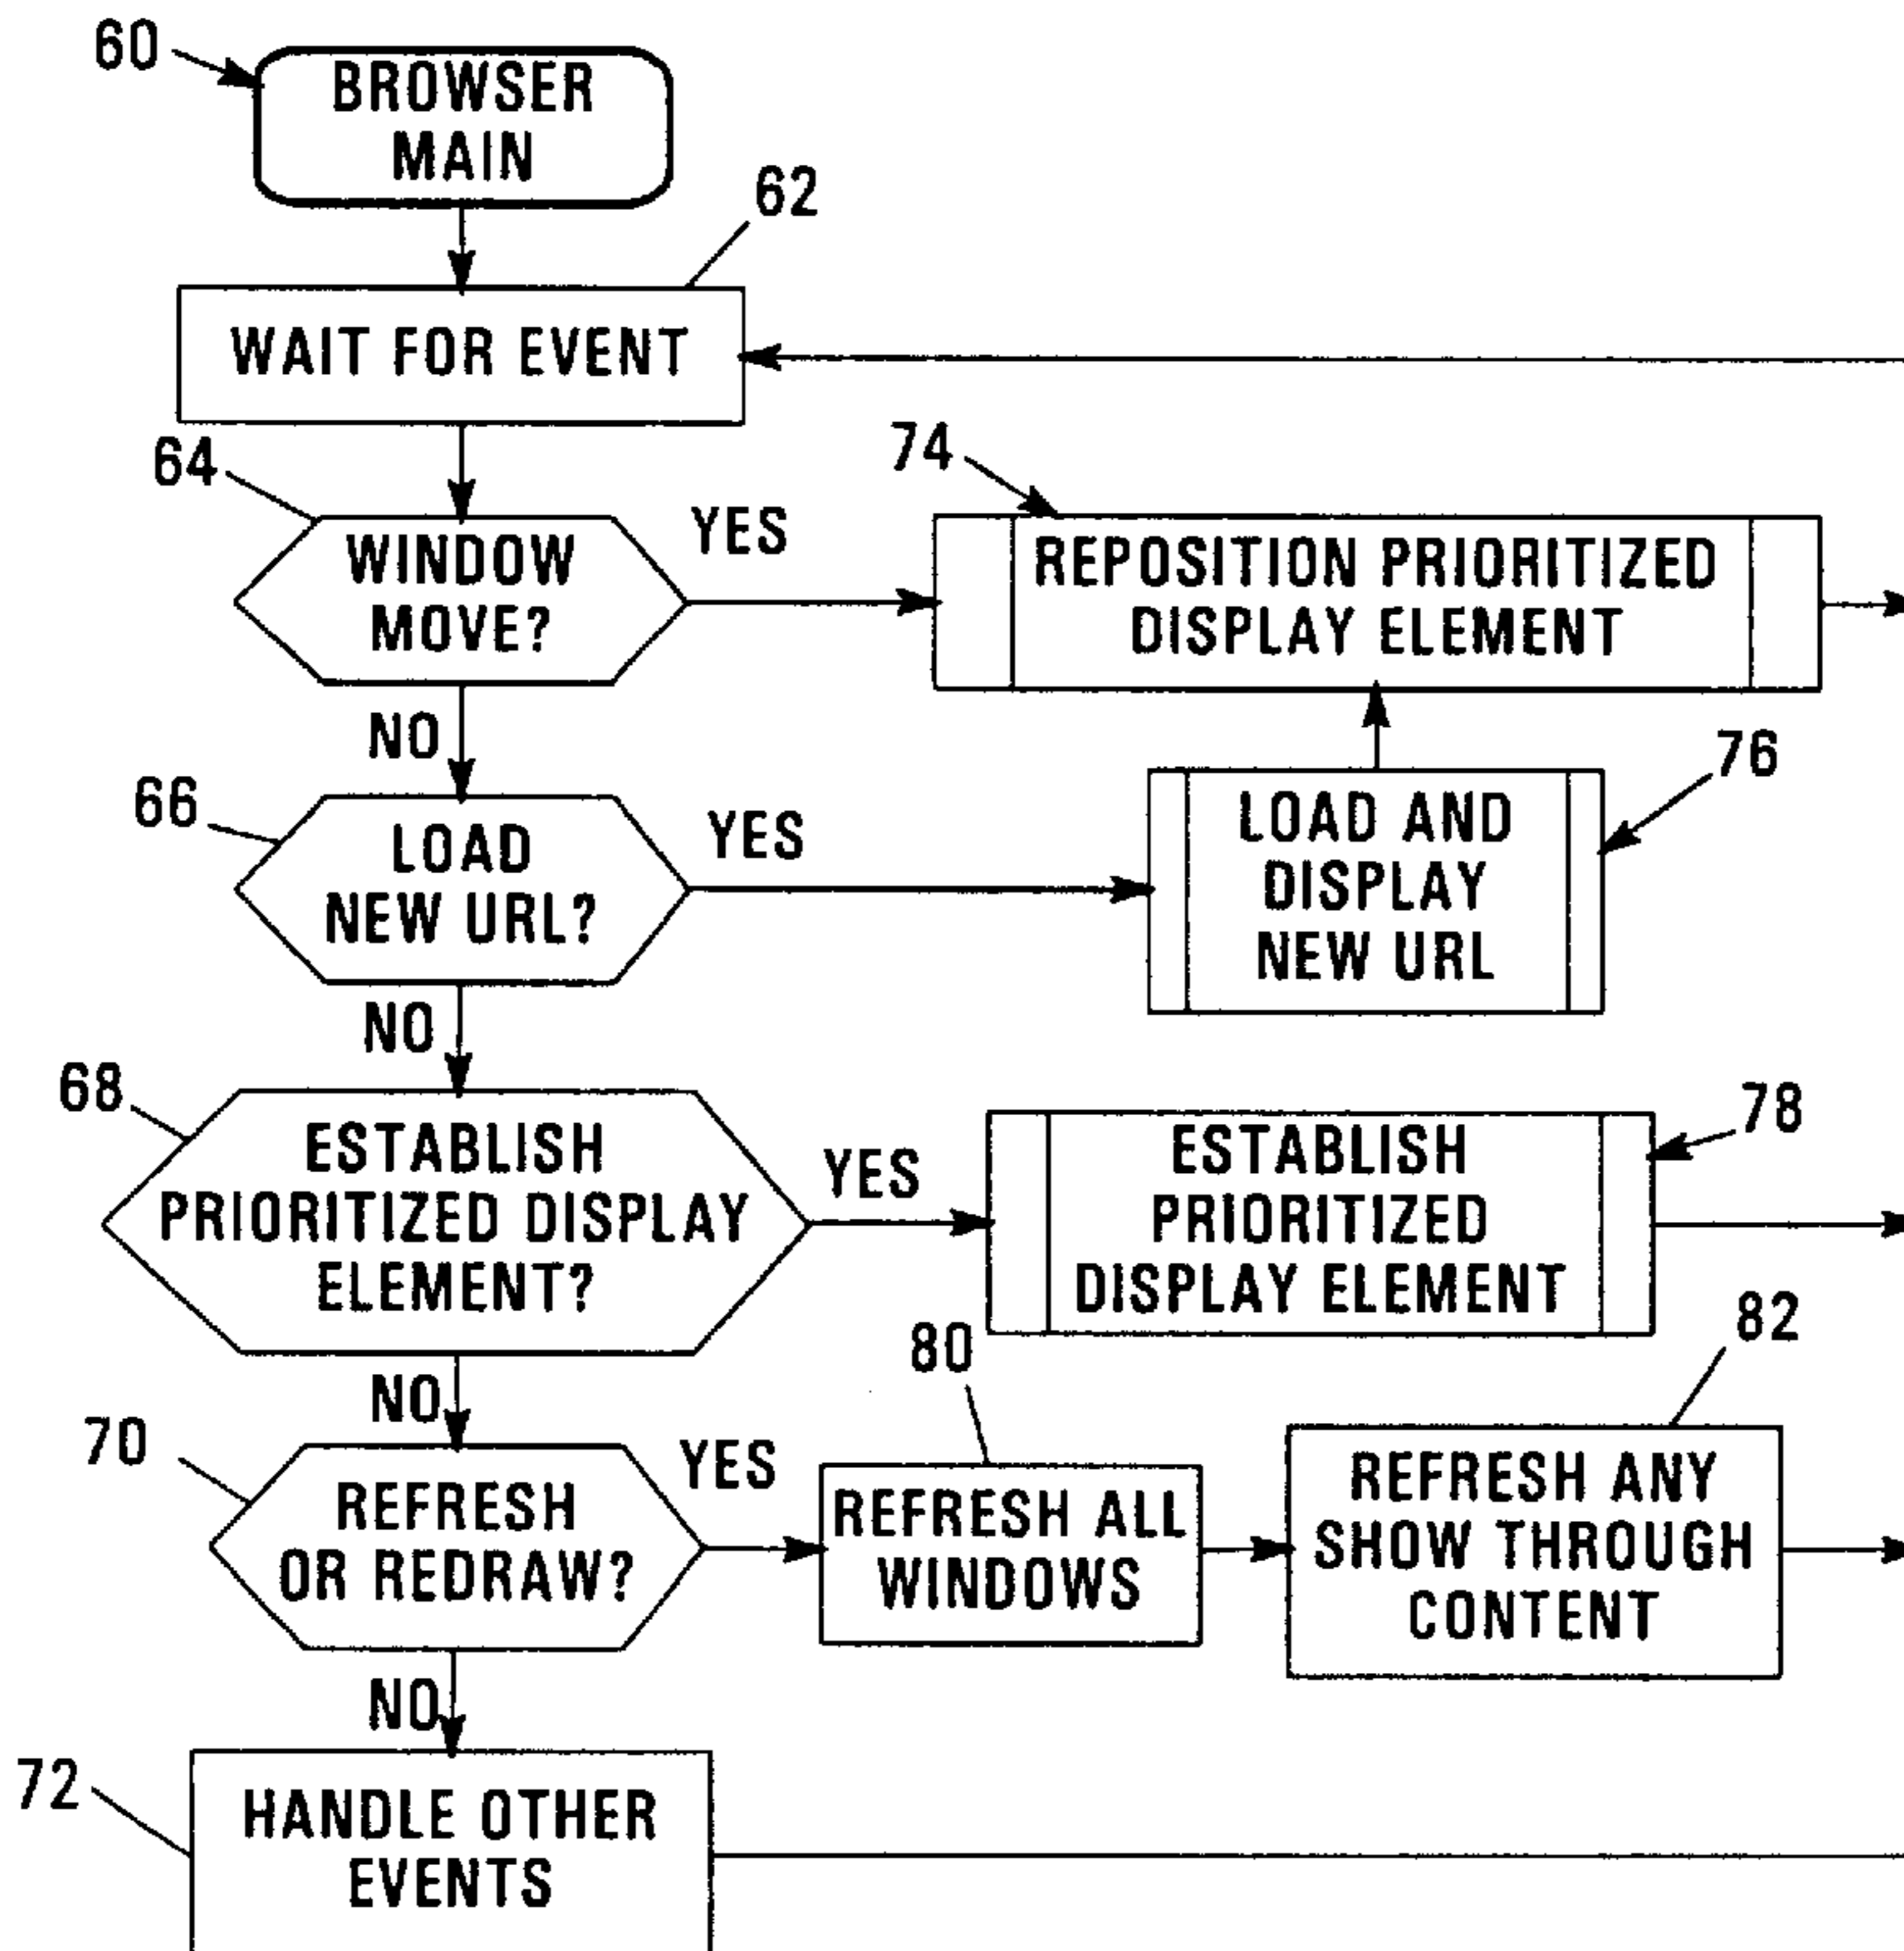 60
BROWSER
MAIN
62
WAIT FOR EVENT
64
WINDOW
MOVE?
YES
74
REPOSITION PRIORITIZED
DISPLAY ELEMENT
NO
66
LOAD
NEW URL?
YES
76
LOAD AND
DISPLAY
NEW URL
NO
68
ESTABLISH
PRIORITIZED DISPLAY
ELEMENT?
YES
78
ESTABLISH
PRIORITIZED
DISPLAY ELEMENT
NO
70
REFRESH
OR REDRAW?
YES
80
REFRESH ALL
WINDOWS
82
REFRESH ANY
SHOW THROUGH
CONTENT
NO
72
HANDLE OTHER
EVENTS